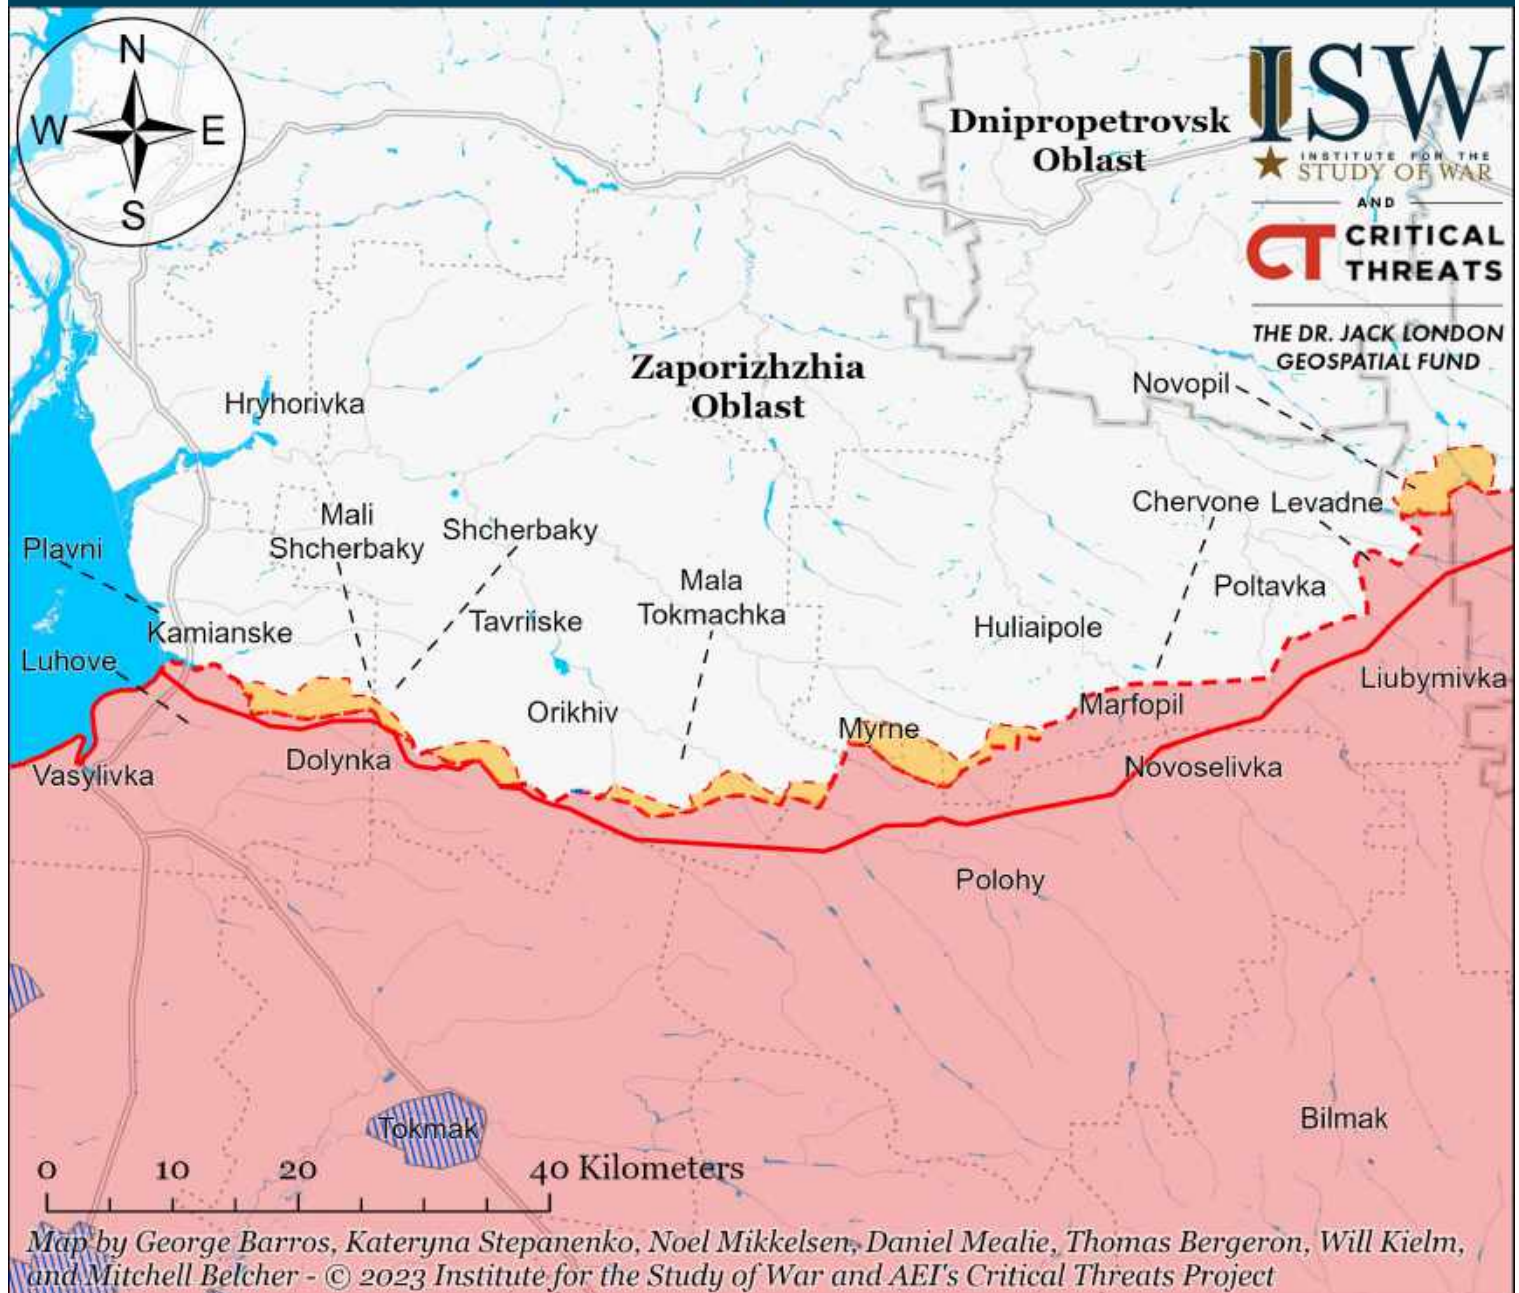 N
W
E
S
Dnipropetrovsk
Oblast
ISW
INSTITUTE FOR THE
STUDY OF WAR
AND
CT CRITICAL
THREATS
THE DR. JACK LONDON
GEOSPATIAL FUND
Zaporizhzhia
Oblast
Novopil
Hryhorivka
Chervone
Levadne
Mali
Shcherbaky
Shcherbaky
Plavni
Mala
Tokmachka
Poltavka
Tavriiske
Huliaipole
Kamianske
Luhove
Liubymivka
Orikhiv
Marfopil
Myrne
Dolynka
Vasylivka
Novoselivka
Polohy
Bilmak
Tokmak
0 10 20 40 Kilometers
Map by George Barros, Kateryna Stepanenko, Noel Mikkelsen, Daniel Mealie, Thomas Bergeron, Will Kielm,
and Mitchell Belcher - © 2023 Institute for the Study of War and AEI's Critical Threats Project